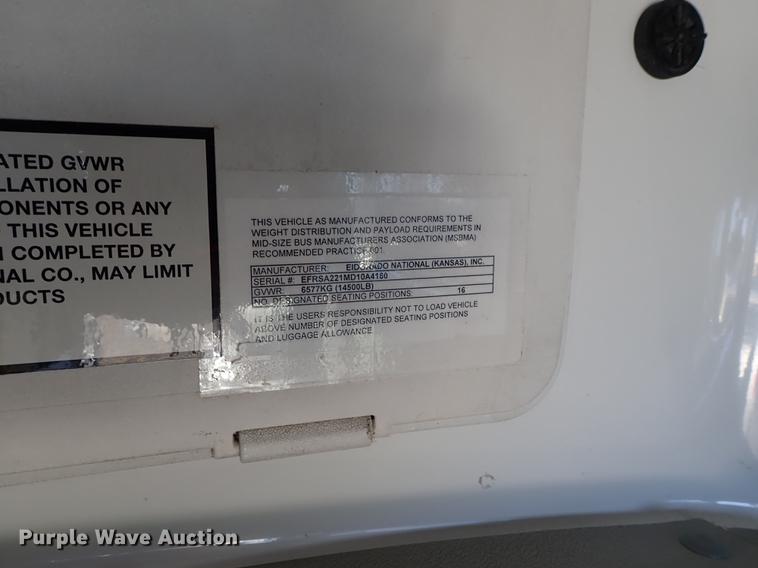 ATED GVWR
LLATION OF
ONENTS OR ANY
THIS VEHICLE
COMPLETED BY
NAL CO., MAY LIMIT
DUCTS
THIS VEHICLE AS MANUFACTURED CONFORMS TO THE
WEIGHT DISTRIBUTION AND PAYLOAD REQUIREMENTS IN
MID-SIZE BUS MANUFACTURERS ASSOCIATION (MSBMA)
RECOMMENDED PRACTICE 001.
MANUFACTURER: ElDORADO NATIONAL (KANSAS), INC.
SERIAL #: EFRSA221MD10A4180
GVWR: 6577KG (14500LB)
NO. DESIGNATED SEATING POSITIONS: 16
IT IS THE USERS RESPONSIBILITY NOT TO LOAD VEHICLE
ABOVE NUMBER OF DESIGNATED SEATING POSITIONS
AND LUGGAGE ALLOWANCE
Purple Wave Auction